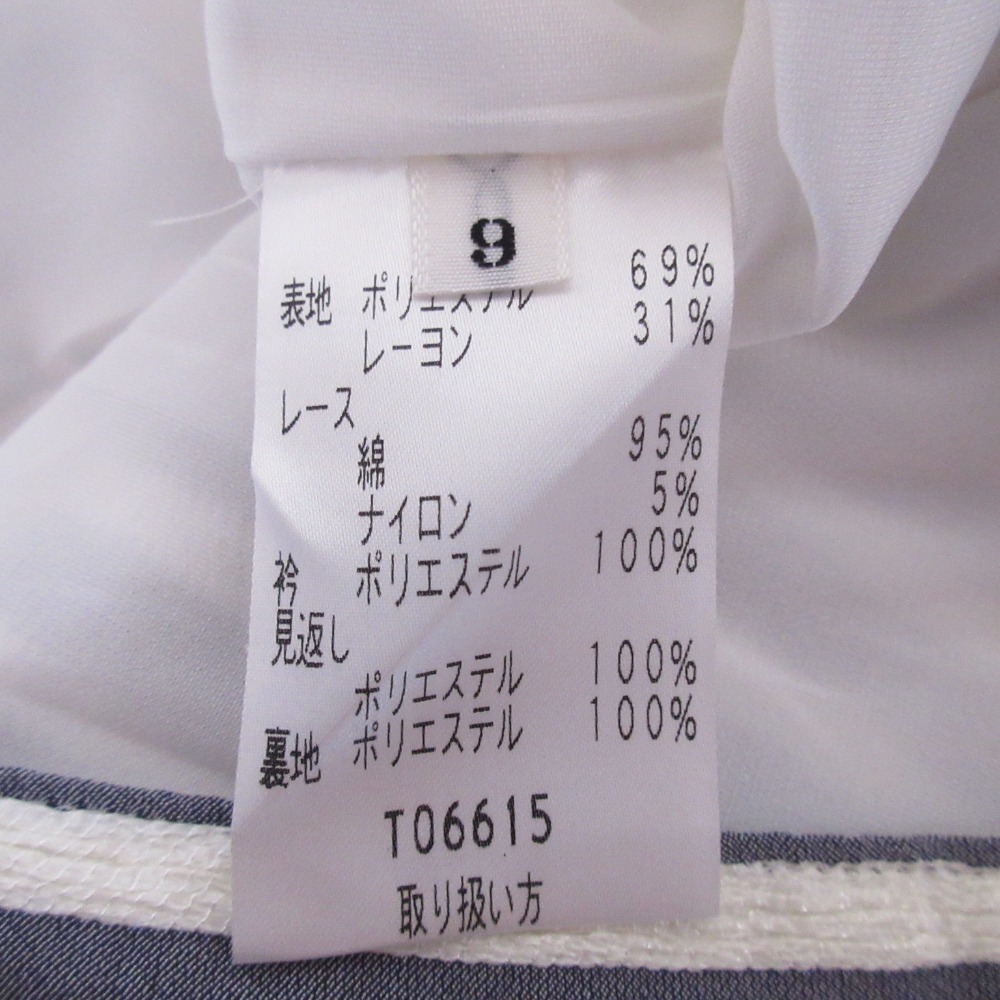 9
表地 ポリエステル 69%
レーヨン 31%
レース
綿 95%
ナイロン 5%
衿 ポリエステル 100%
見返し
ポリエステル 100%
裏地 ポリエステル 100%
T06615
取り扱い方